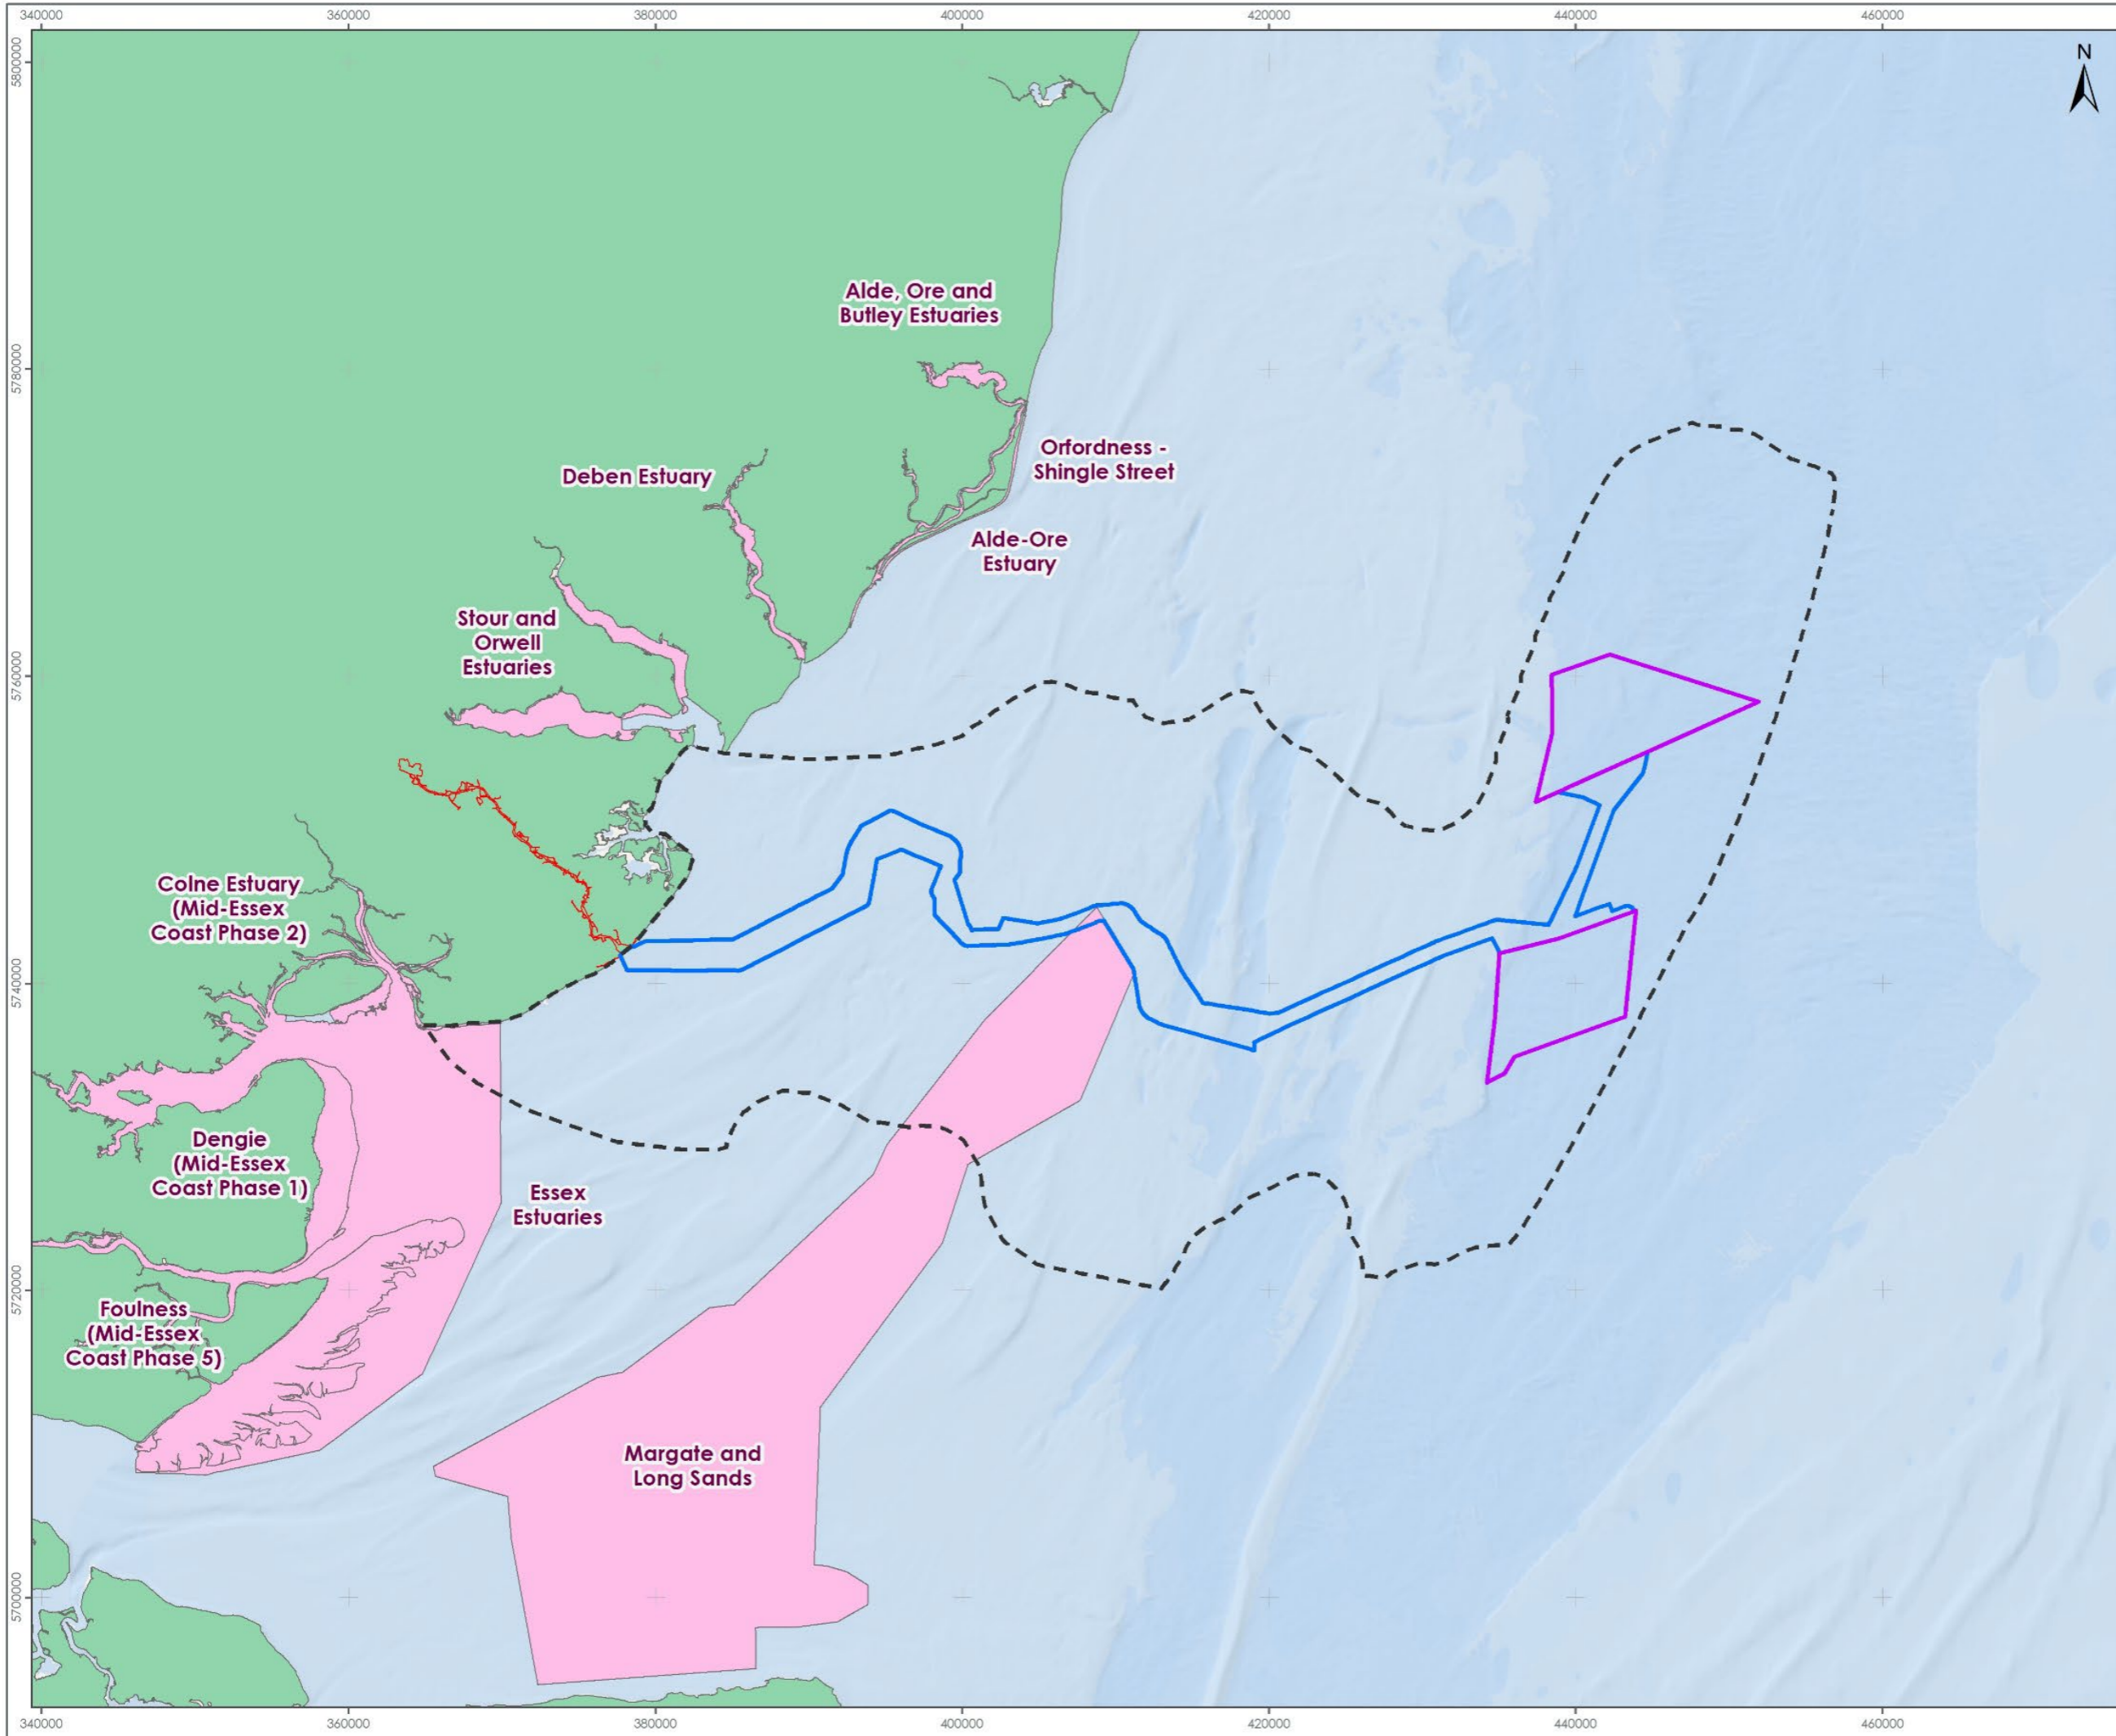 340000
360000
380000
400000
420000
440000
460000
N
5800000
5780000
5760000
5740000
5720000
5700000
Alde, Ore and
Butley Estuaries
Orfordness -
Shingle Street
Deben Estuary
Alde-Ore
Estuary
Stour and
Orwell
Estuaries
Colne Estuary
(Mid-Essex
Coast Phase 2)
Dengie
(Mid-Essex
Coast Phase 1)
Essex
Estuaries
Foulness
(Mid-Essex
Coast Phase 5)
Margate and
Long Sands
340000
360000
380000
400000
420000
440000
460000